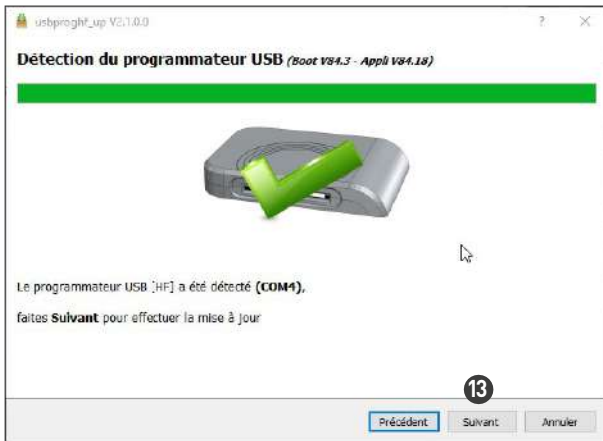 usbproghf_up V2.1.0.0
Détection du programmateur USB (Boot V84.3 - Appli V84.18)
Le programmateur USB [HF] a été détecté (COM4),
faites Suivant pour effectuer la mise à jour
13
Précédent Suivant Annuler